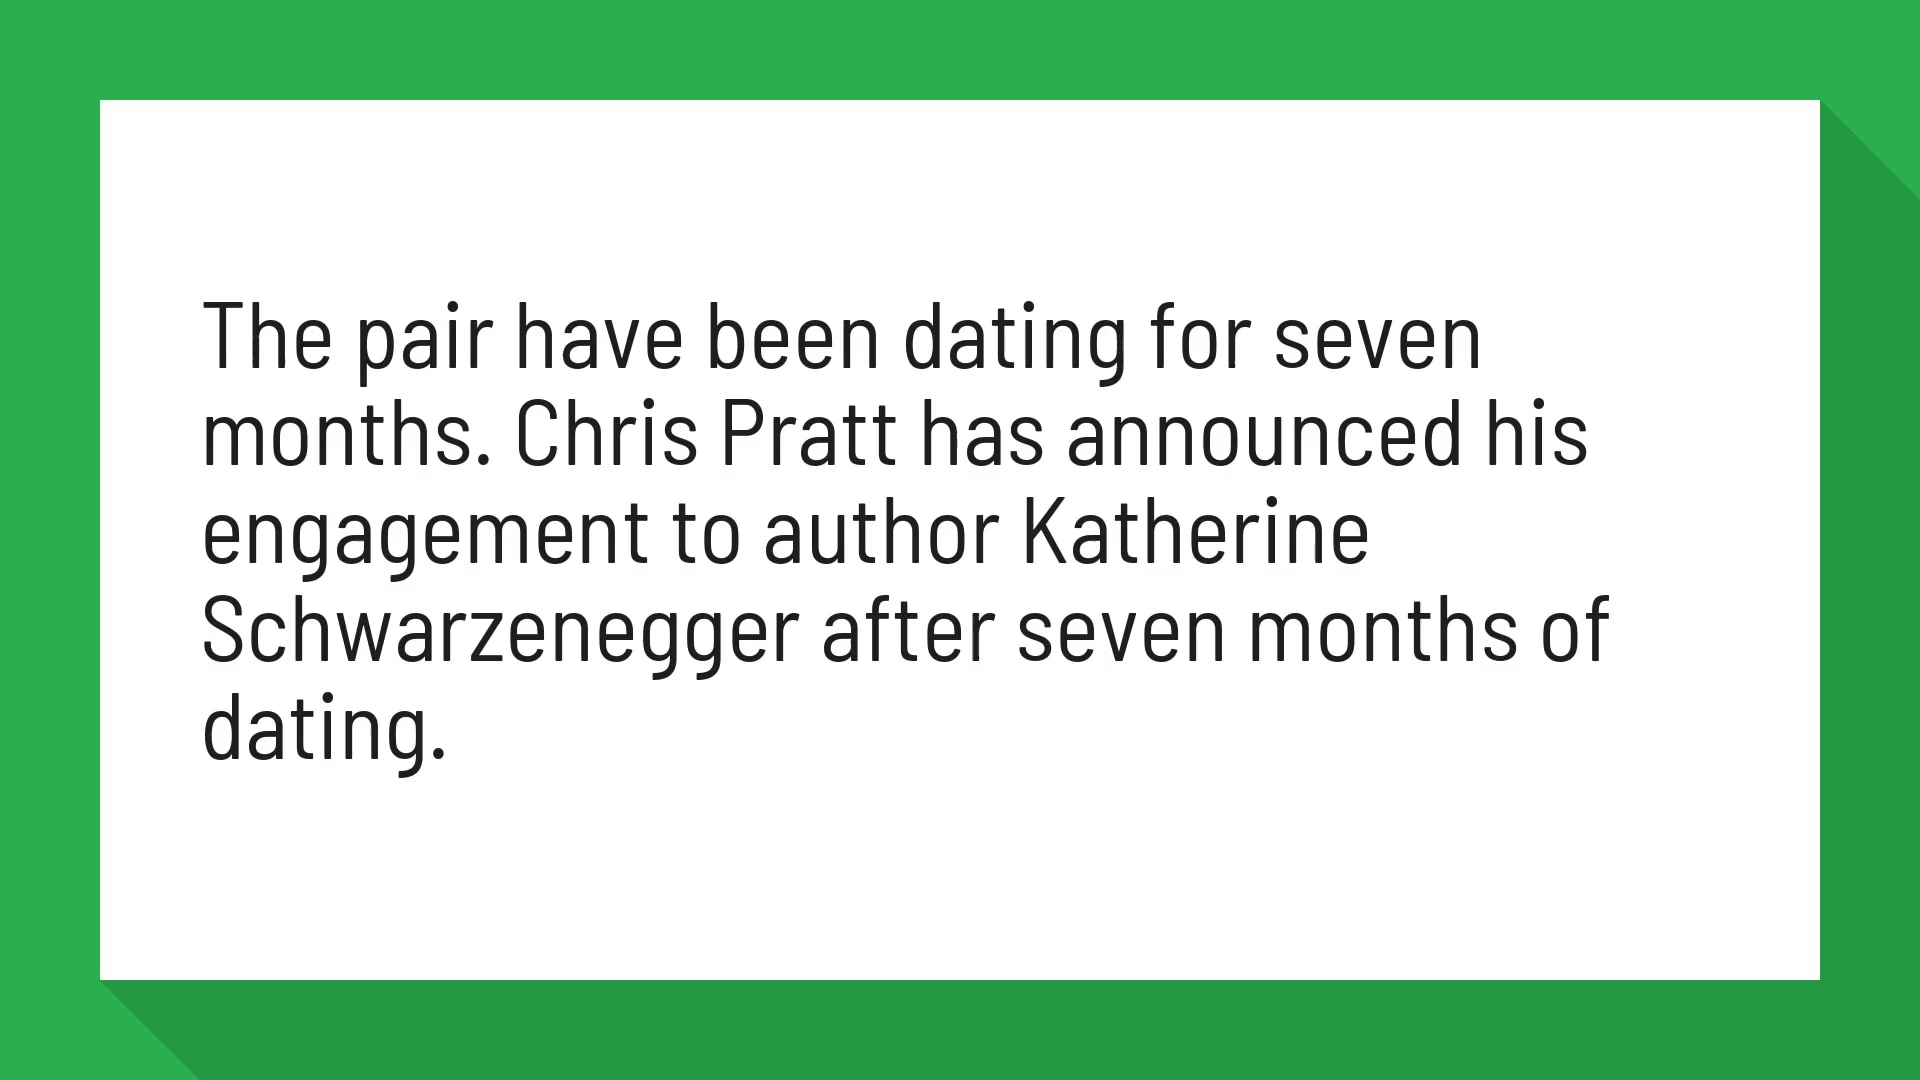 The pair have been dating for seven
months. Chris Pratt has announced his
engagement to author Katherine
Schwarzenegger after seven months of
dating.